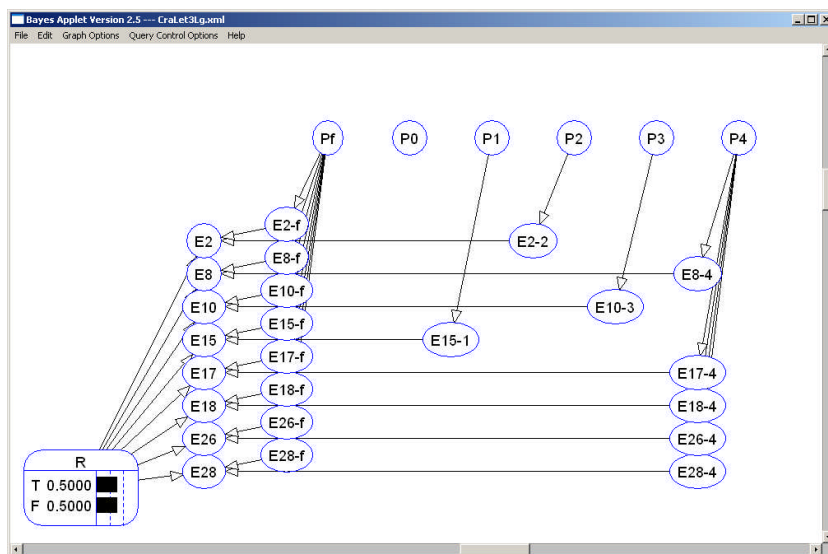 Bayes Applet Version 2.5 --- CraLet3Lg.xml
File Edit Graph Options Query Control Options Help
Pf P0 P1 P2 P3 P4
E2-f
E2 E2-2
E8-f
E8 E8-4
E10-f
E10 E10-3
E15-f
E15 E15-1
E17-f
E17 E17-4
E18-f
E18 E18-4
E26-f
E26 E26-4
E28-f
E28 E28-4
R
T 0.5000
F 0.5000